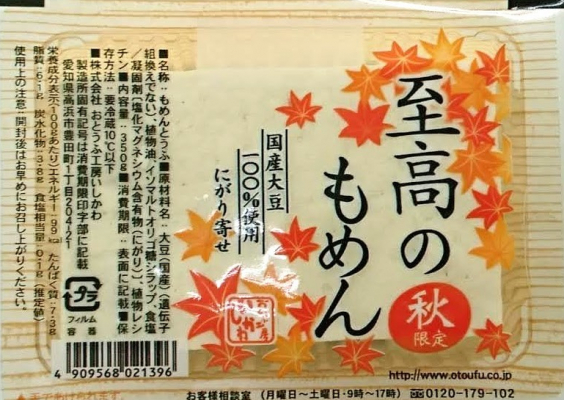 至高の
もめん
秋
限定
国産大豆
一〇〇%使用
にがり寄せ
■名称:もめんとうふ■原材料名:大豆(国産)(遺伝子
組換えでない)、植物油、イソマルトオリゴ糖シラップ、食塩
/凝固剤(塩化マグネシウム含有物(にがり))、植物レシ
チン■内容量:350g■消費期限:表面に記載■保
存方法:要冷蔵10℃以下
■株式会社 おとうふ工房いしかわ
製造所固有記号は消費期限印字部に記載
愛知県高浜市豊田町1丁目204-21
栄養成分表示(100gあたり)エネルギー:99kcal たんぱく質:7.3g
脂質:6.1g 炭水化物:3.8g 食塩相当量:0.1g (推定値)
使用上の注意:開封後はお早めにお召し上がりください。
プラ
フィルム
容器
4 909568 021396
http://www.otoufu.co.jp
お客様相談室 (月曜日〜土曜日・9時〜17時) 0120-179-102